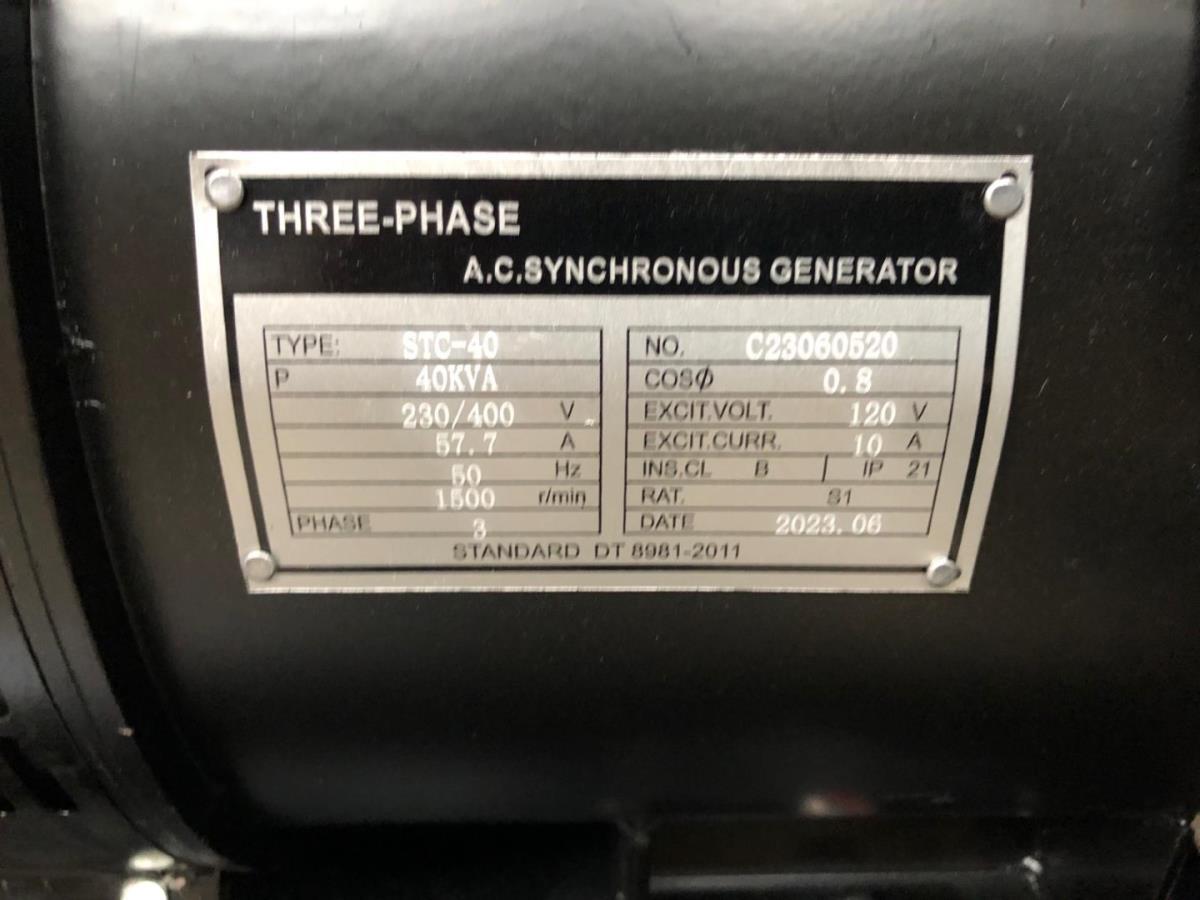 THREE-PHASE
A.C.SYNCHRONOUS GENERATOR
TYPE: STC-40
P 40KVA
230/400 V
57.7 A
50 Hz
1500 r/min
PHASE 3
NO. C23060520
COSØ 0.8
EXCIT.VOLT. 120 V
EXCIT.CURR. 10 A
INS.CL B IP 21
RAT. S1
DATE 2023.06
STANDARD DT 8981-2011